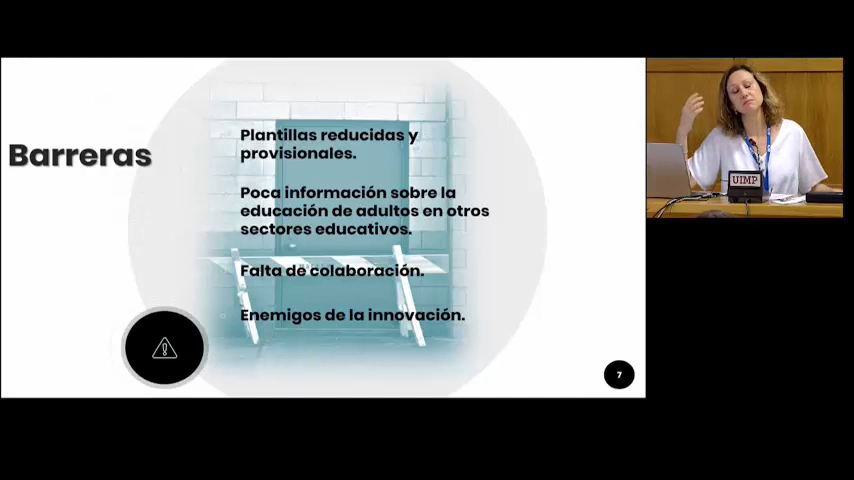 Barreras
Plantillas reducidas y
provisionales.
Poca información sobre la
educación de adultos en otros
sectores educativos.
Falta de colaboración.
Enemigos de la innovación.
7
UIMP